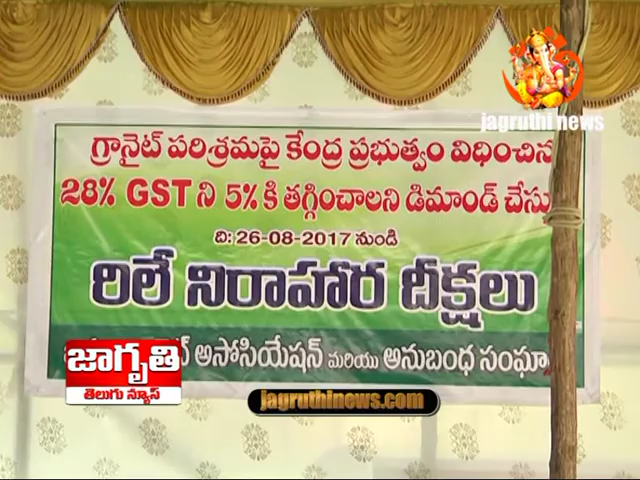 jagruthi news
గ్రానైట్ పరిశ్రమపై కేంద్ర ప్రభుత్వం విధించిన
28% GST ని 5% కి తగ్గించాలని డిమాండ్ చేస్తు
ది: 26-08-2017 నుండి
రిలే నిరాహార దీక్షలు
అసోసియేషన్ మరియు అనుబంధ సంఘా
జాగృతి
తెలుగు న్యూస్
jagruthinews.com